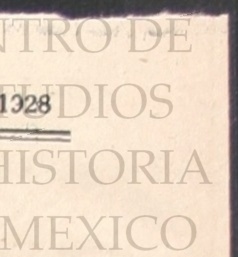 NTRO DE
1928
UDIOS
HISTORIA
MEXICO